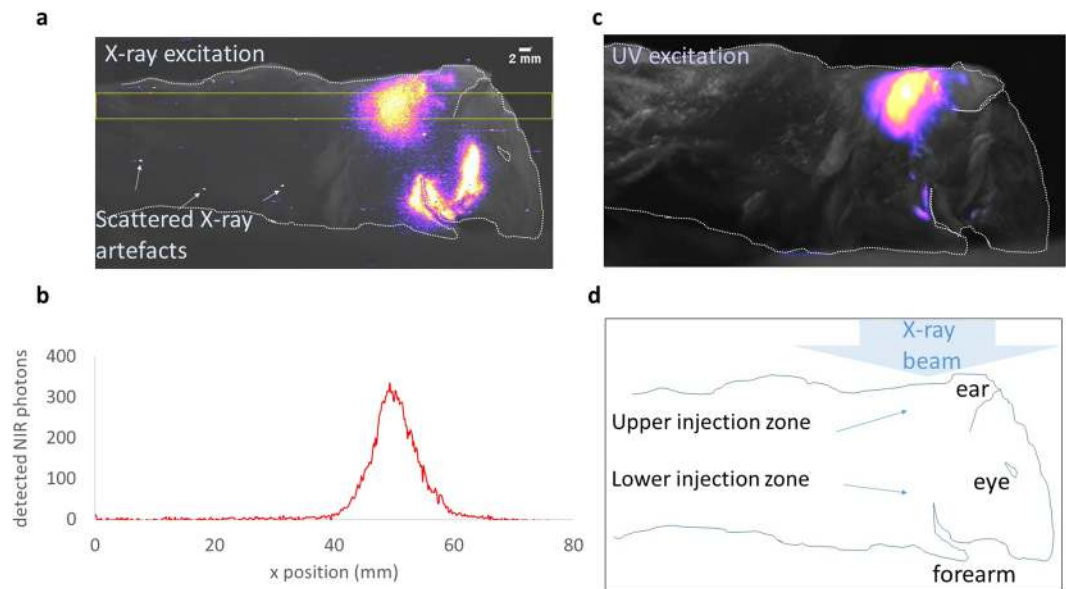 a
X-ray excitation
2 mm
Scattered X-ray
artefacts
b
400
300
200
100
0
detected NIR photons
0 20 40 60 80
x position (mm)
c
UV excitation
d
X-ray
beam
ear
Upper injection zone
Lower injection zone
eye
forearm